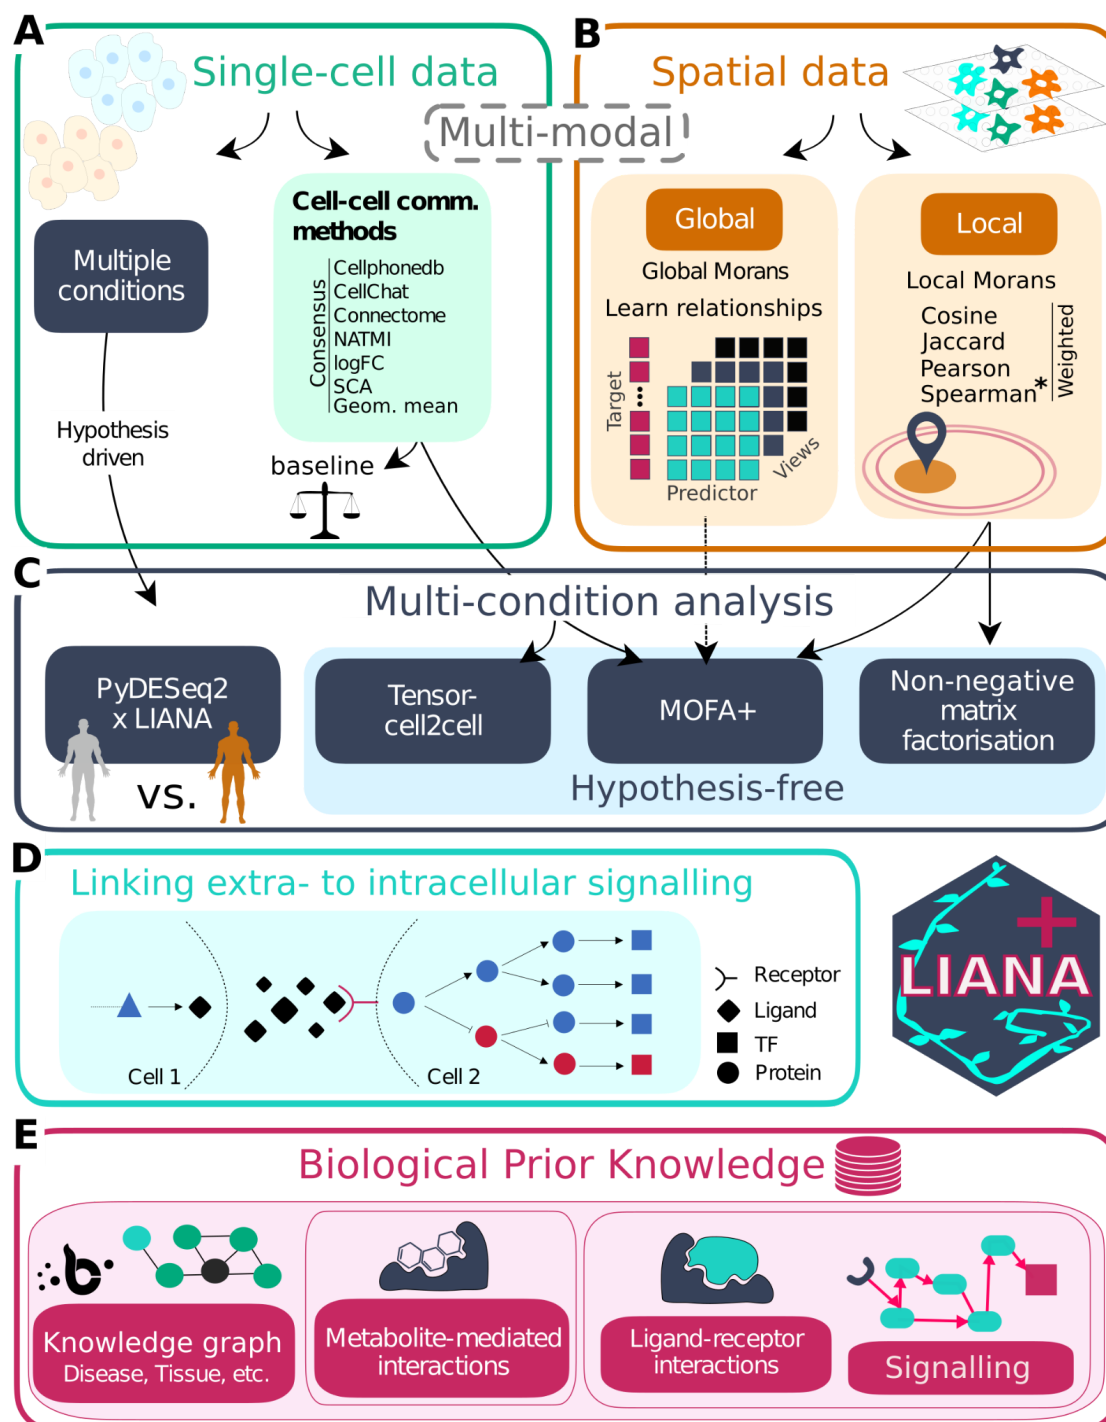 A
Single-cell data
Multiple
conditions
Cell-cell comm.
methods
Consensus
Cellphonedb
CellChat
Connectome
NATMI
logFC
SCA
Geom. mean
Hypothesis
driven
baseline
Multi-modal
B
Spatial data
Global
Global Morans
Learn relationships
Target
Predictor
Views
Local
Local Morans
Cosine
Jaccard
Pearson
Spearman*
Weighted
C
Multi-condition analysis
PyDESeq2
x LIANA
vs.
Tensor-
cell2cell
MOFA+
Non-negative
matrix
factorisation
Hypothesis-free
D
Linking extra- to intracellular signalling
Cell 1
Cell 2
Receptor
Ligand
TF
Protein
+
LIANA
E
Biological Prior Knowledge
b
Knowledge graph
Disease, Tissue, etc.
Metabolite-mediated
interactions
Ligand-receptor
interactions
Signalling